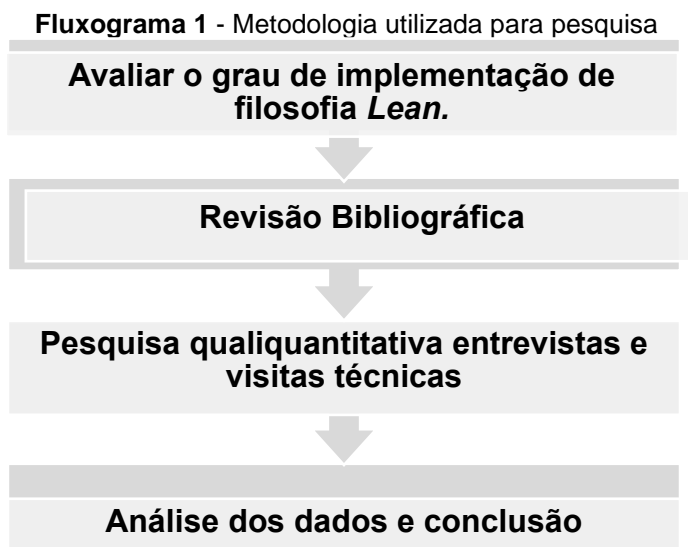 Fluxograma 1 - Metodologia utilizada para pesquisa
Avaliar o grau de implementação de
filosofia Lean.
Revisão Bibliográfica
Pesquisa qualiquantitativa entrevistas e
visitas técnicas
Análise dos dados e conclusão